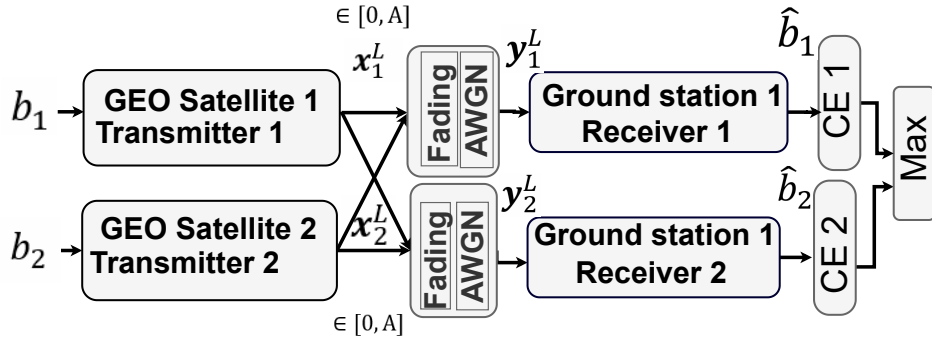 ∈ [0, A]
b₁
GEO Satellite 1
Transmitter 1
x₁ᴸ
Fading
AWGN
y₁ᴸ
Ground station 1
Receiver 1
b̂₁
CE 1
Max
b₂
GEO Satellite 2
Transmitter 2
x₂ᴸ
∈ [0, A]
Fading
AWGN
y₂ᴸ
Ground station 1
Receiver 2
b̂₂
CE 2